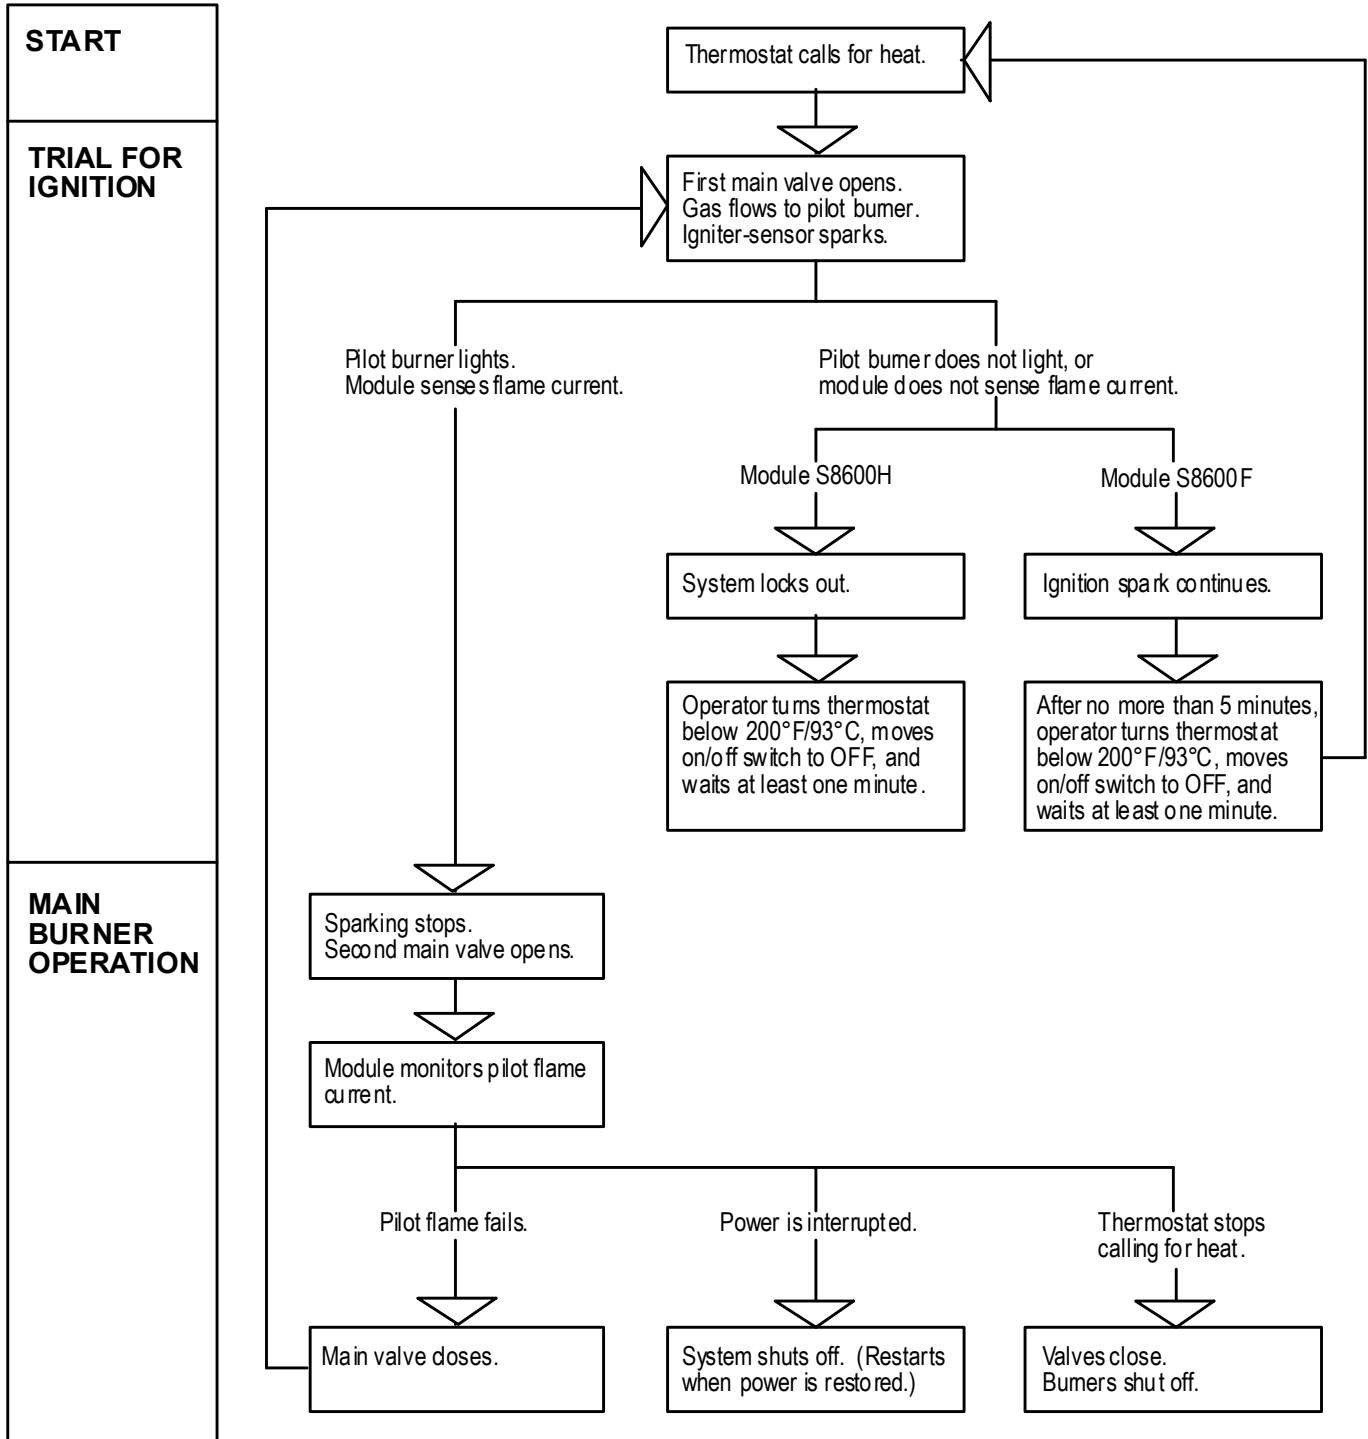 START
Thermostat calls for heat.
TRIAL FOR
IGNITION
First main valve opens.
Gas flows to pilot burner.
Igniter-sensor sparks.
Pilot burner lights.
Module senses flame current.
Pilot burner does not light, or
module does not sense flame current.
Module S8600H
Module S8600F
System locks out.
Ignition spark continues.
Operator turns thermostat
below 200°F/93°C, moves
on/off switch to OFF, and
waits at least one minute.
After no more than 5 minutes,
operator turns thermostat
below 200°F/93°C, moves
on/off switch to OFF, and
waits at least one minute.
MAIN
BURNER
OPERATION
Sparking stops.
Second main valve opens.
Module monitors pilot flame
current.
Pilot flame fails.
Power is interrupted.
Thermostat stops
calling for heat.
Main valve closes.
System shuts off. (Restarts
when power is restored.)
Valves close.
Burners shut off.